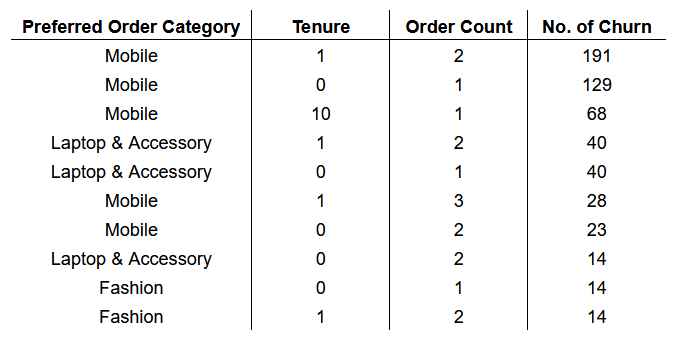 Preferred Order Category Tenure Order Count No. of Churn
Mobile 1 2 191
Mobile 0 1 129
Mobile 10 1 68
Laptop & Accessory 1 2 40
Laptop & Accessory 0 1 40
Mobile 1 3 28
Mobile 0 2 23
Laptop & Accessory 0 2 14
Fashion 0 1 14
Fashion 1 2 14